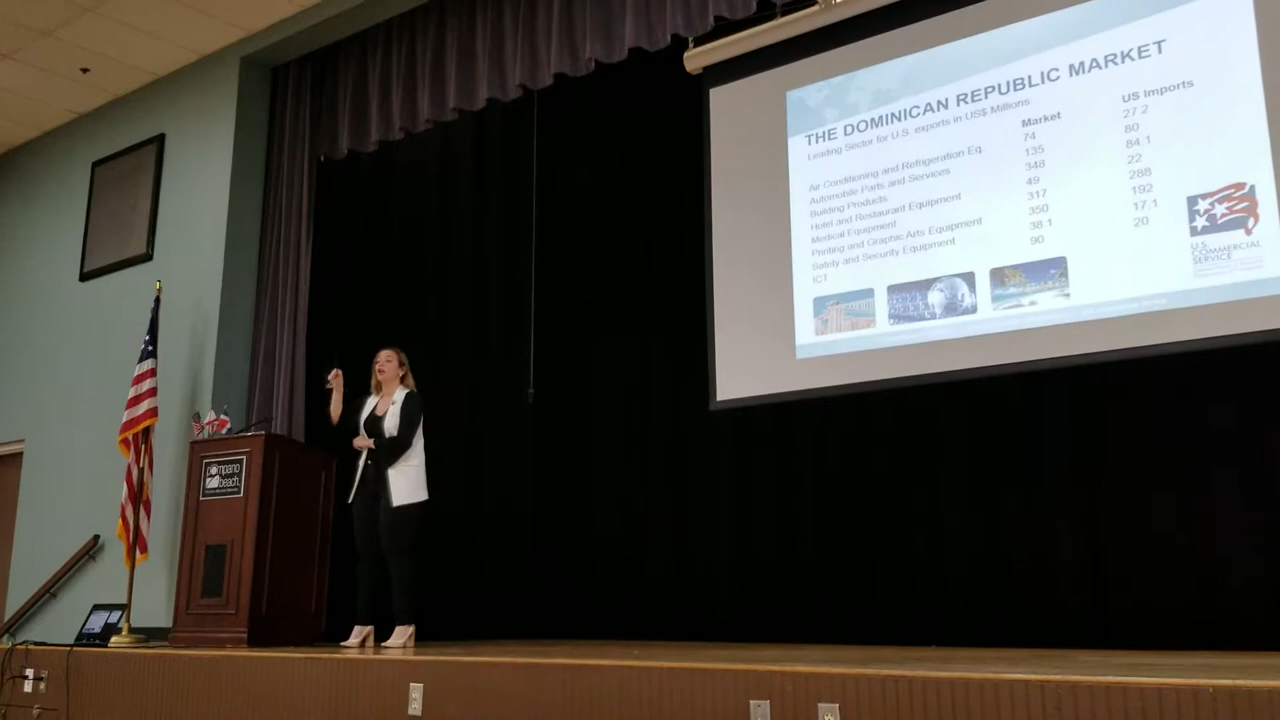 THE DOMINICAN REPUBLIC MARKET
Leading Sector for U.S. exports in US$ Millions
Market US Imports
Air Conditioning and Refrigeration Eq. 74 27.2
Automobile Parts and Services 135 80
Building Products 348 84.1
Hotel and Restaurant Equipment 49 22
Medical Equipment 317 288
Printing and Graphic Arts Equipment 350 192
Safety and Security Equipment 38.1 17.1
ICT 90 20
U.S.
COMMERCIAL
SERVICE
pompano
beach